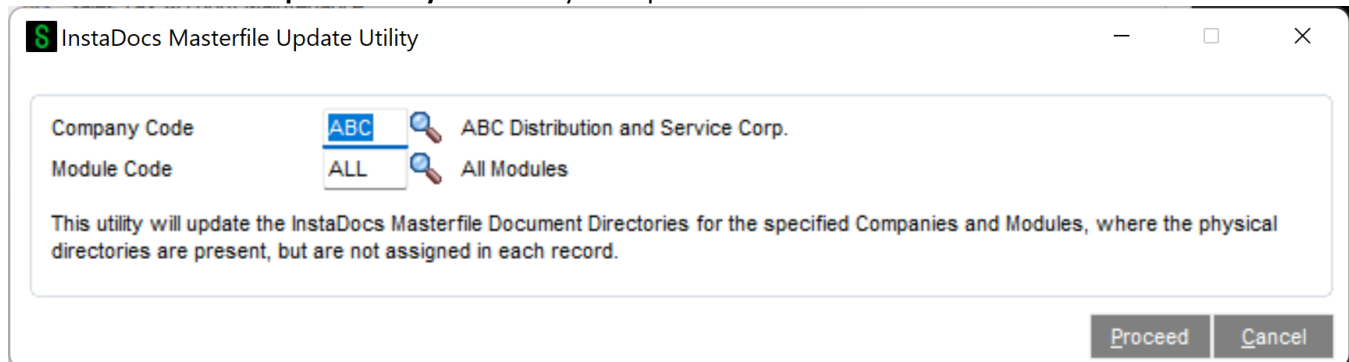 InstaDocs Masterfile Update Utility
Company Code ABC ABC Distribution and Service Corp.
Module Code ALL All Modules
This utility will update the InstaDocs Masterfile Document Directories for the specified Companies and Modules, where the physical
directories are present, but are not assigned in each record.
Proceed Cancel